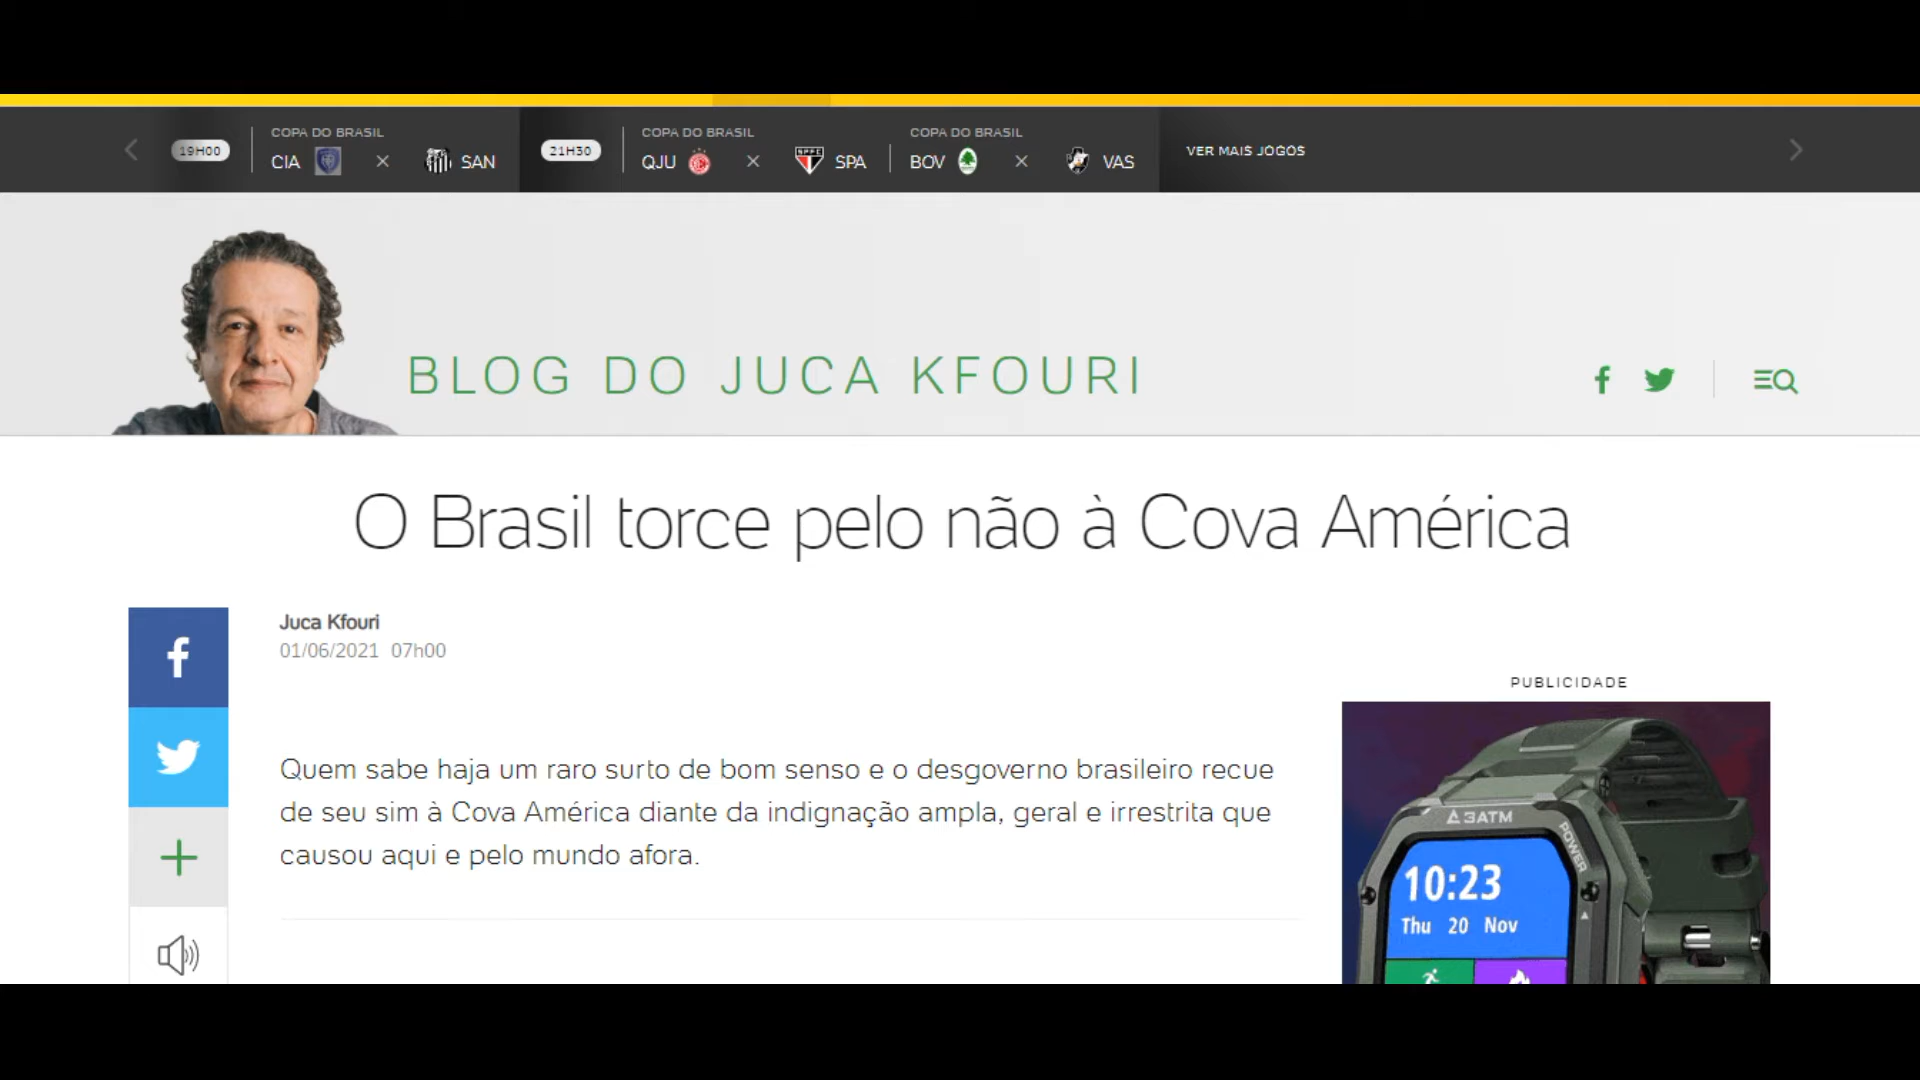 19H00
COPA DO BRASIL
CIA × SAN
21H30
COPA DO BRASIL
QJU × SPA
COPA DO BRASIL
BOV × VAS
VER MAIS JOGOS
BLOG DO JUCA KFOURI
O Brasil torce pelo não à Cova América
Juca Kfouri
01/06/2021 07h00
PUBLICIDADE
Quem sabe haja um raro surto de bom senso e o desgoverno brasileiro recue
de seu sim à Cova América diante da indignação ampla, geral e irrestrita que
causou aqui e pelo mundo afora.
3ATM
POWER
10:23
Thu 20 Nov